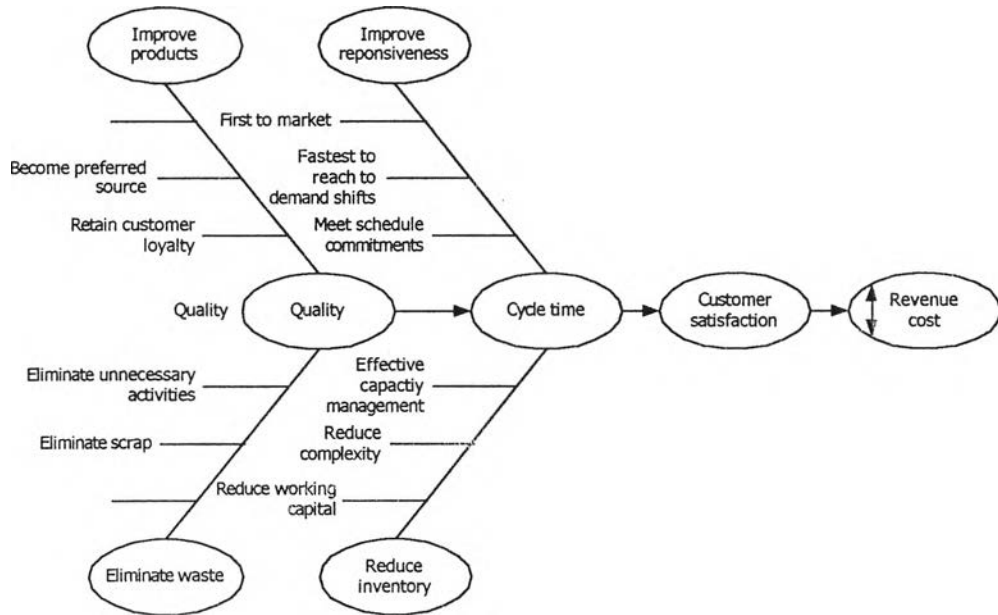 Improve
products
Improve
reponsiveness
First to market
Become preferred
source
Fastest to
reach to
demand shifts
Retain customer
loyalty
Meet schedule
commitments
Quality
Quality
Cycle time
Customer
satisfaction
Revenue
cost
Eliminate unnecessary
activities
Effective
capactiy
management
Eliminate scrap
Reduce
complexity
Reduce working
capital
Eliminate waste
Reduce
inventory